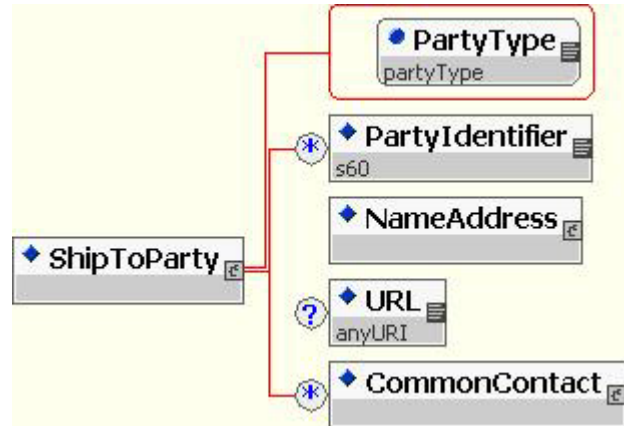 PartyType
partyType
*
PartyIdentifier
s60
NameAddress
ShipToParty
?
URL
anyURI
*
CommonContact